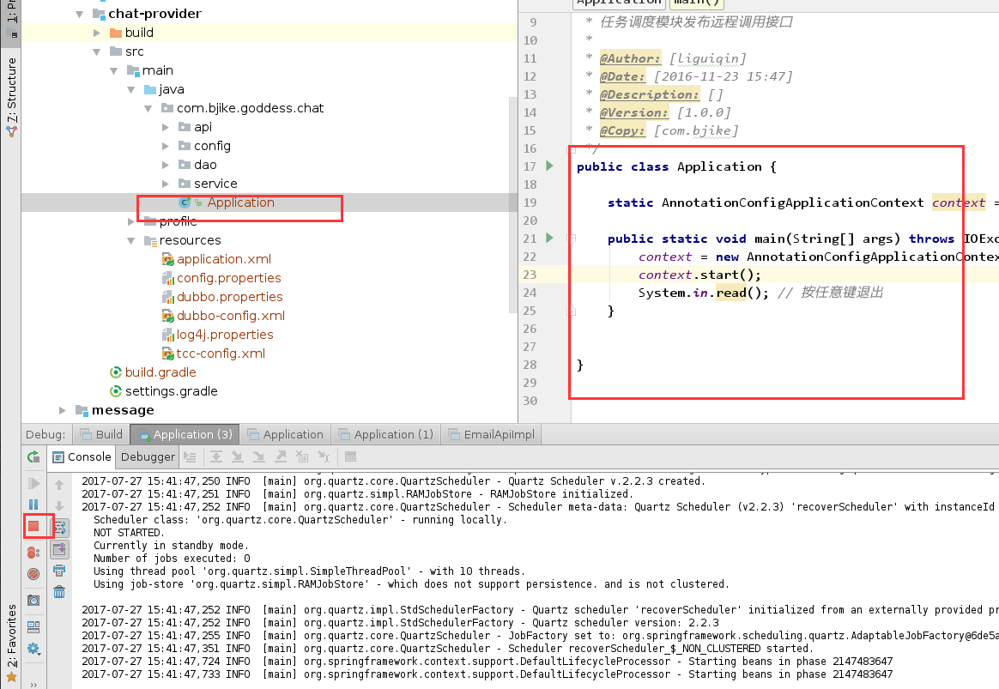 1: Pr
7: Structure
2: Favorites
chat-provider
build
src
main
java
com.bjike.goddess.chat
api
config
dao
service
Application
profile
resources
application.xml
config.properties
dubbo.properties
dubbo-config.xml
log4j.properties
tcc-config.xml
build.gradle
settings.gradle
message
Application main()
9 * 任务调度模块发布远程调用接口
10 *
11 * @Author: [liguiqin]
12 * @Date: [2016-11-23 15:47]
13 * @Description: []
14 * @Version: [1.0.0]
15 * @Copy: [com.bjike]
16 */
17 public class Application {
18
19 static AnnotationConfigApplicationContext context =
20
21 public static void main(String[] args) throws IOExc
22 context = new AnnotationConfigApplicationContex
23 context.start();
24 System.in.read(); // 按任意键退出
25 }
26
27
28 }
29
30
Debug: Build Application (3) Application Application (1) EmailApiImpl
Console Debugger
2017-07-27 15:41:47,250 INFO [main] org.quartz.core.QuartzScheduler - Quartz Scheduler v.2.2.3 created.
2017-07-27 15:41:47,251 INFO [main] org.quartz.simpl.RAMJobStore - RAMJobStore initialized.
2017-07-27 15:41:47,252 INFO [main] org.quartz.core.QuartzScheduler - Scheduler meta-data: Quartz Scheduler (v2.2.3) 'recoverScheduler' with instanceId
Scheduler class: 'org.quartz.core.QuartzScheduler' - running locally.
NOT STARTED.
Currently in standby mode.
Number of jobs executed: 0
Using thread pool 'org.quartz.simpl.SimpleThreadPool' - with 10 threads.
Using job-store 'org.quartz.simpl.RAMJobStore' - which does not support persistence. and is not clustered.
2017-07-27 15:41:47,252 INFO [main] org.quartz.impl.StdSchedulerFactory - Quartz scheduler 'recoverScheduler' initialized from an externally provided pr
2017-07-27 15:41:47,252 INFO [main] org.quartz.impl.StdSchedulerFactory - Quartz scheduler version: 2.2.3
2017-07-27 15:41:47,255 INFO [main] org.quartz.core.QuartzScheduler - JobFactory set to: org.springframework.scheduling.quartz.AdaptableJobFactory@6de5a
2017-07-27 15:41:47,351 INFO [main] org.quartz.core.QuartzScheduler - Scheduler recoverScheduler_$_NON_CLUSTERED started.
2017-07-27 15:41:47,724 INFO [main] org.springframework.context.support.DefaultLifecycleProcessor - Starting beans in phase 2147483647
2017-07-27 15:41:47,733 INFO [main] org.springframework.context.support.DefaultLifecycleProcessor - Starting beans in phase 2147483647